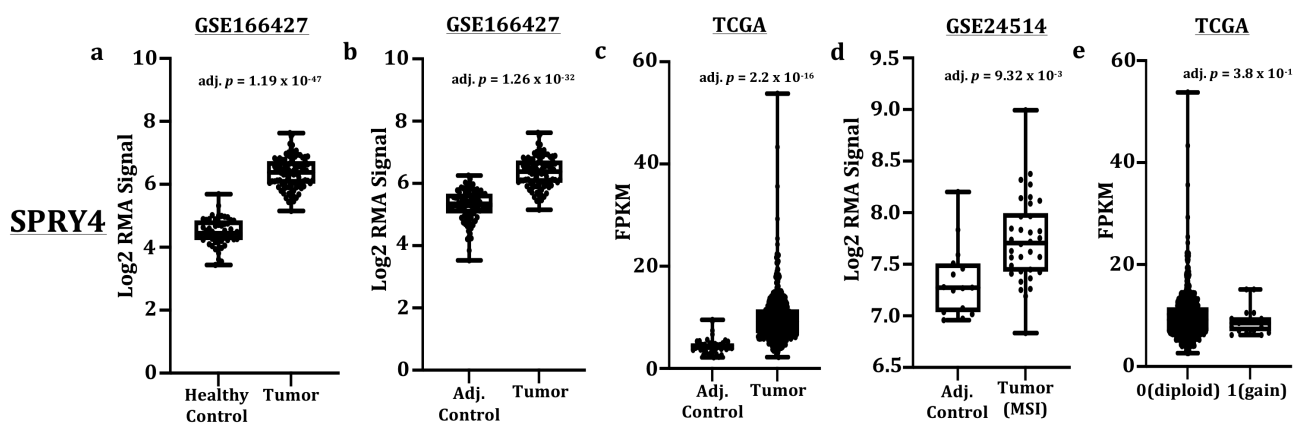 SPRY4
a
GSE166427
adj. p = 1.19 x 10-47
Log2 RMA Signal
10
8
6
4
2
0
Healthy
Control
Tumor
b
GSE166427
adj. p = 1.26 x 10-32
Log2 RMA Signal
10
8
6
4
2
0
Adj.
Control
Tumor
c
TCGA
adj. p = 2.2 x 10-16
FPKM
60
40
20
0
Adj.
Control
Tumor
d
GSE24514
adj. p = 9.32 x 10-3
Log2 RMA Signal
9.5
9.0
8.5
8.0
7.5
7.0
6.5
Adj.
Control
Tumor
(MSI)
e
TCGA
adj. p = 3.8 x 10-1
FPKM
60
40
20
0
0(diploid)
1(gain)